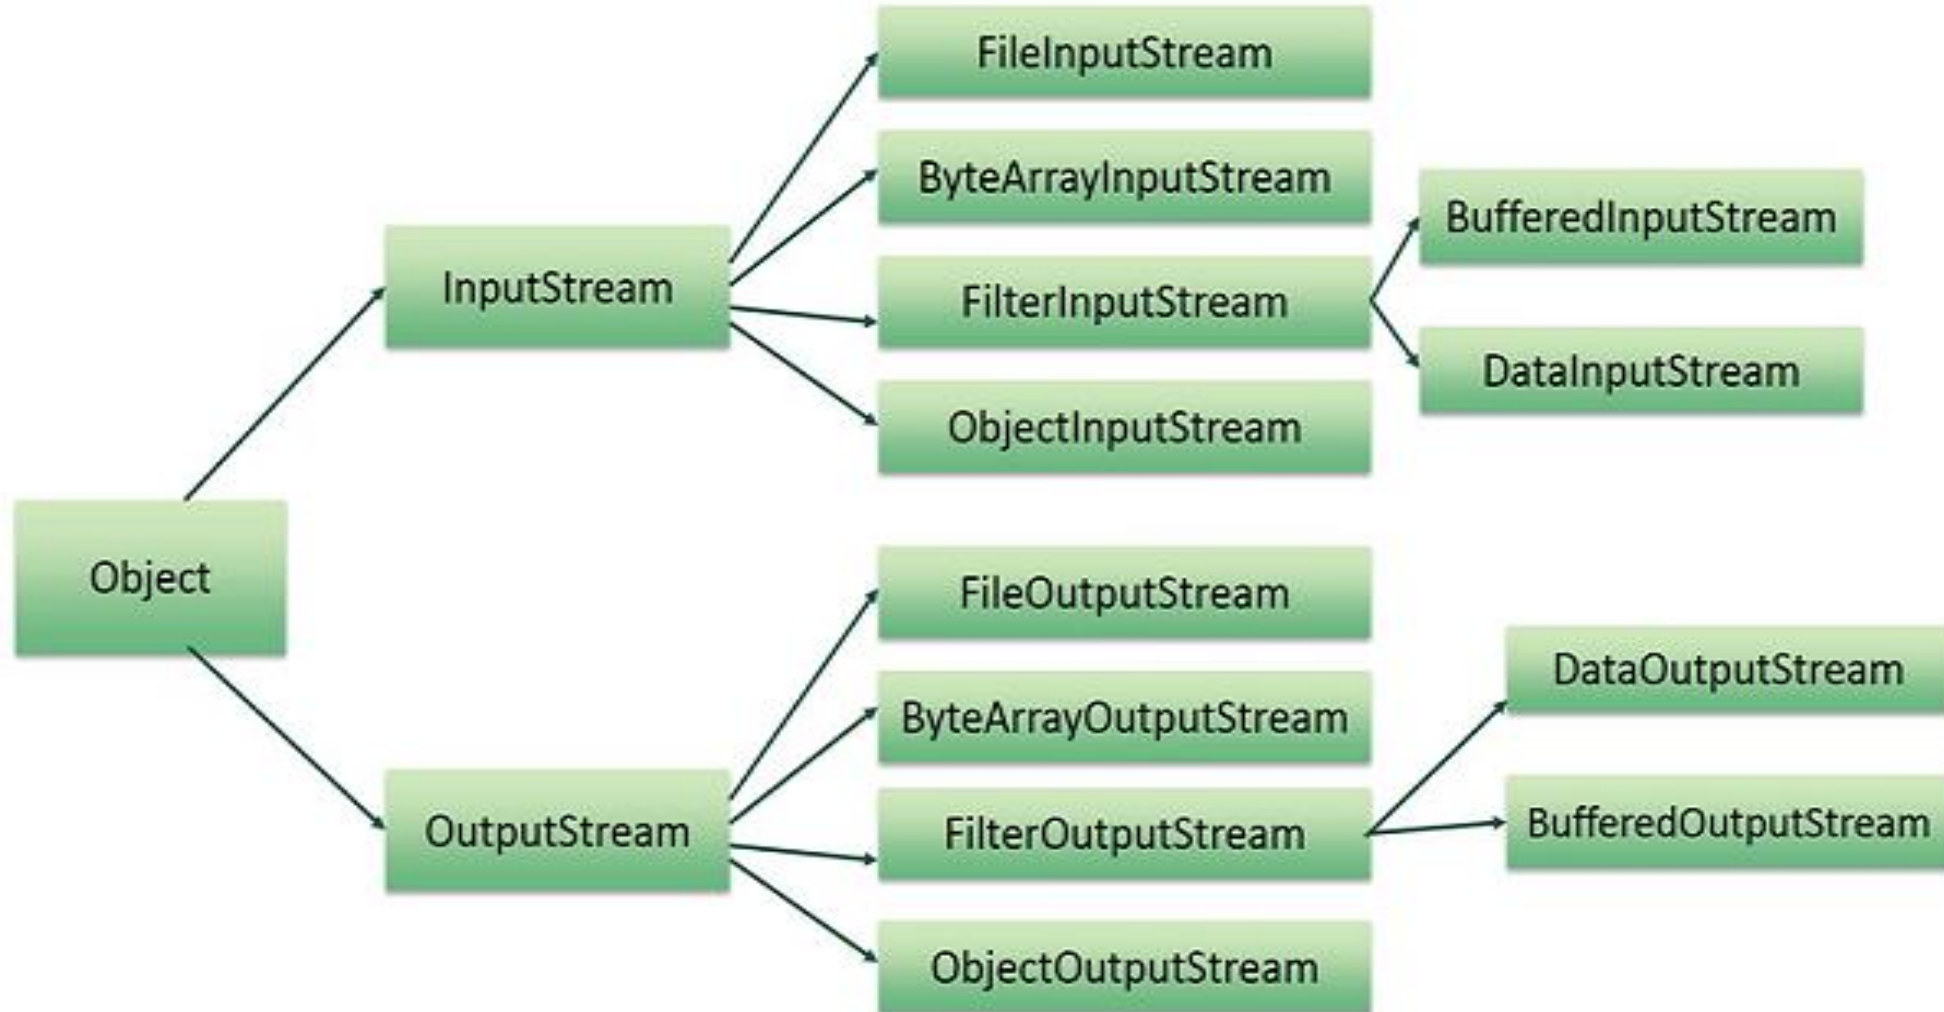 FileInputStream
ByteArrayInputStream
BufferedInputStream
InputStream
FilterInputStream
DataInputStream
ObjectInputStream
Object
FileOutputStream
DataOutputStream
ByteArrayOutputStream
OutputStream
FilterOutputStream
BufferedOutputStream
ObjectOutputStream